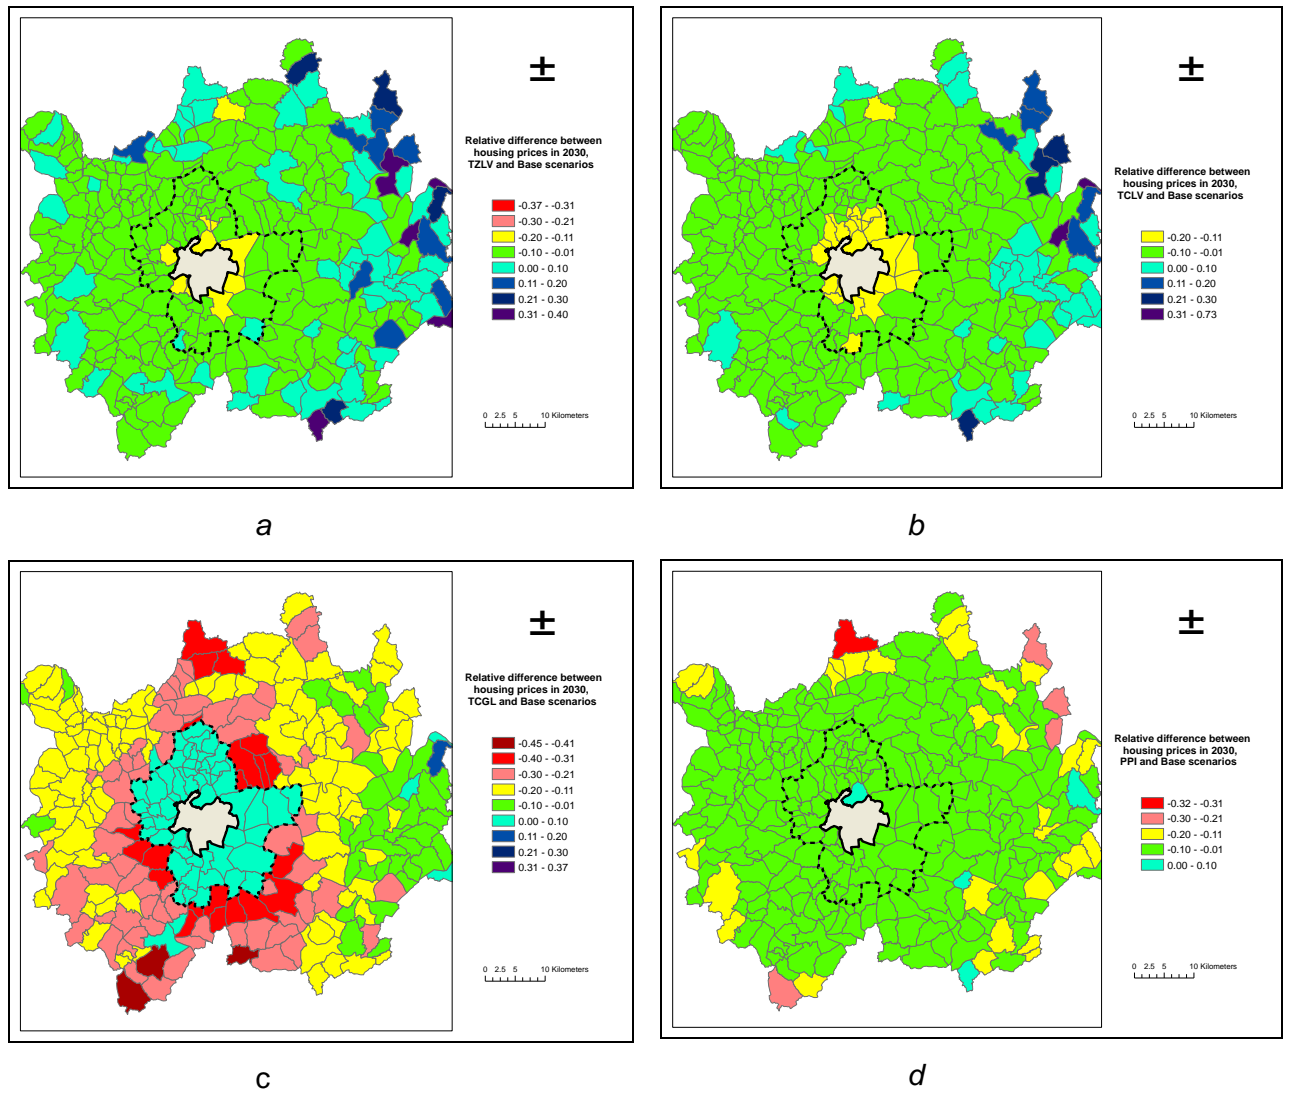 ±
Relative difference between
housing prices in 2030,
TZLV and Base scenarios
-0.37 - -0.31
-0.30 - -0.21
-0.20 - -0.11
-0.10 - -0.01
0.00 - 0.10
0.11 - 0.20
0.21 - 0.30
0.31 - 0.40
0 2.5 5 10 Kilometers
a
±
Relative difference between
housing prices in 2030,
TCLV and Base scenarios
-0.20 - -0.11
-0.10 - -0.01
0.00 - 0.10
0.11 - 0.20
0.21 - 0.30
0.31 - 0.73
0 2.5 5 10 Kilometers
b
±
Relative difference between
housing prices in 2030,
TCGL and Base scenarios
-0.45 - -0.41
-0.40 - -0.31
-0.30 - -0.21
-0.20 - -0.11
-0.10 - -0.01
0.00 - 0.10
0.11 - 0.20
0.21 - 0.30
0.31 - 0.37
0 2.5 5 10 Kilometers
c
±
Relative difference between
housing prices in 2030,
PPI and Base scenarios
-0.32 - -0.31
-0.30 - -0.21
-0.20 - -0.11
-0.10 - -0.01
0.00 - 0.10
0 2.5 5 10 Kilometers
d